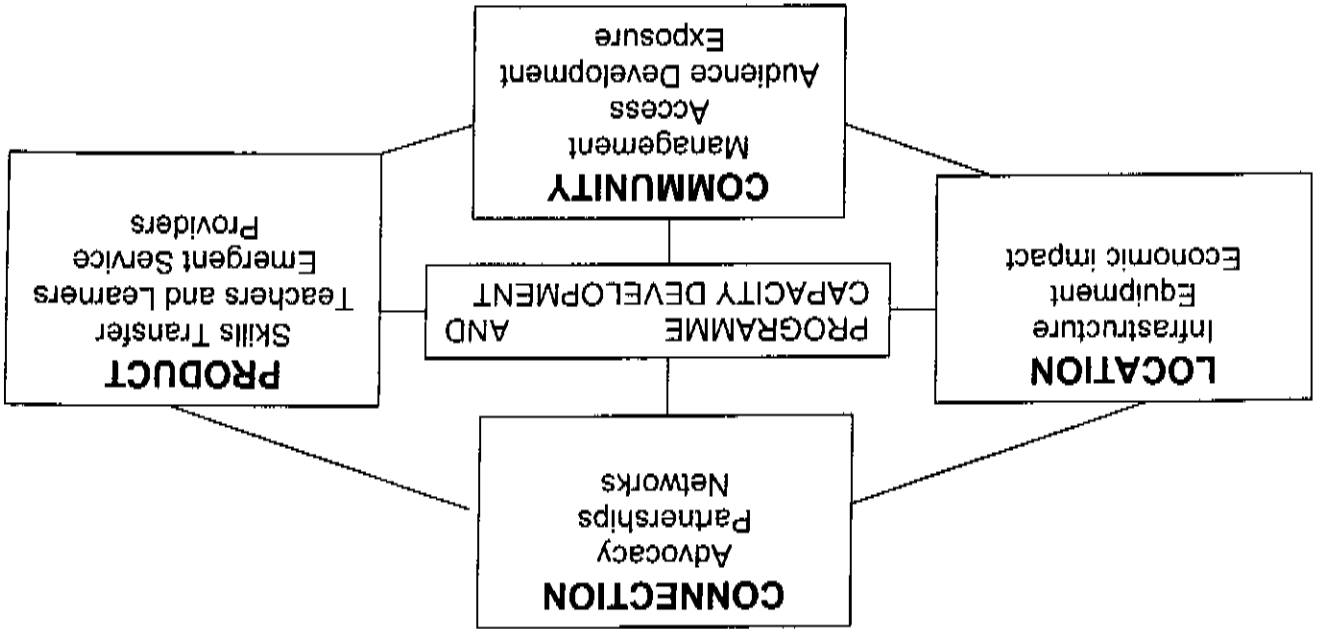 CONNECTION
Advocacy
Partnerships
Networks
LOCATION
Infrastructure
Equipment
Economic impact
PROGRAMME AND
CAPACITY DEVELOPMENT
PRODUCT
Skills Transfer
Teachers and Learners
Emergent Service
Providers
COMMUNITY
Management
Access
Audience Development
Exposure